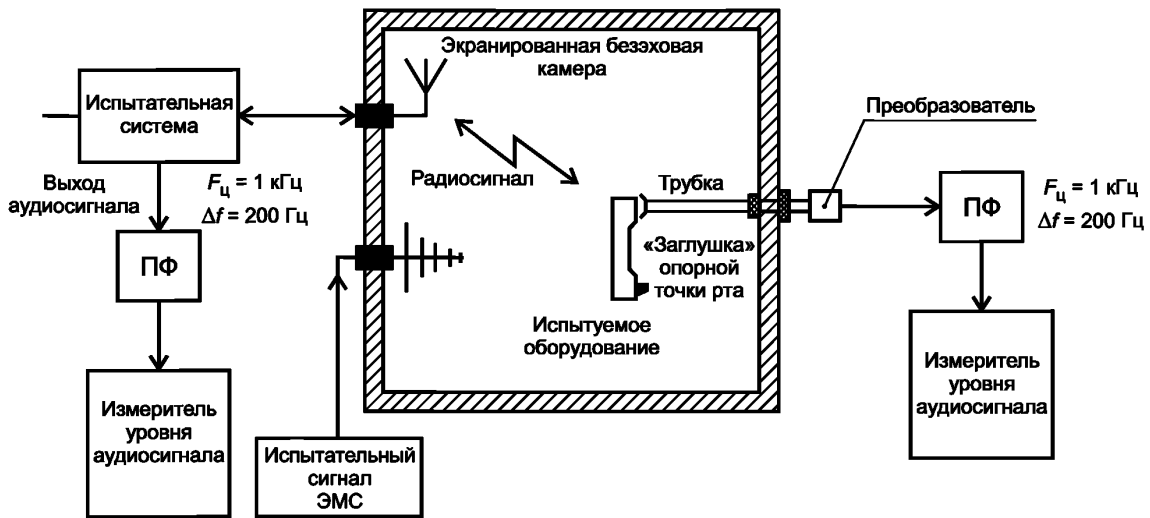 Экранированная безэховая
камера
Испытательная
система
Преобразователь
Выход
аудиосигнала
Fц = 1 кГц
Δf = 200 Гц
Радиосигнал
Трубка
ПФ
Fц = 1 кГц
Δf = 200 Гц
ПФ
«Заглушка»
опорной
точки рта
Испытуемое
оборудование
Измеритель
уровня
аудиосигнала
Измеритель
уровня
аудиосигнала
Испытательный
сигнал
ЭМС